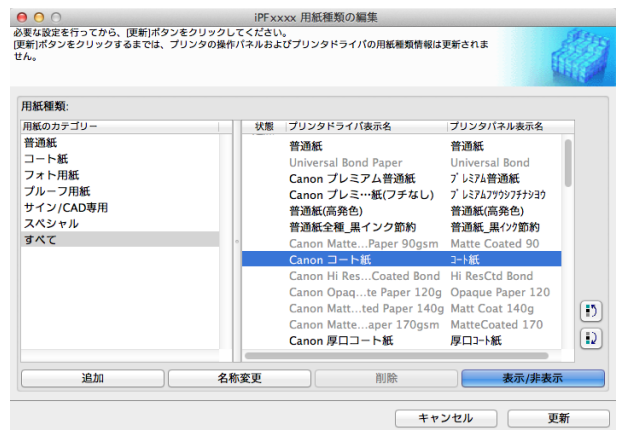 iPFxxxx 用紙種類の編集
必要な設定を行ってから、[更新]ボタンをクリックしてください。
[更新]ボタンをクリックするまでは、プリンタの操作パネルおよびプリンタドライバの用紙種類情報は更新されま
せん。
用紙種類:
用紙のカテゴリー
普通紙
コート紙
フォト用紙
プルーフ用紙
サイン/CAD専用
スペシャル
すべて
状態 プリンタドライバ表示名 プリンタパネル表示名
普通紙 普通紙
Universal Bond Paper Universal Bond
Canon プレミアム普通紙 ﾌﾟﾚﾐｱﾑ普通紙
Canon プレミ…紙(フチなし) ﾌﾟﾚﾐｱﾑﾌﾂｳｼﾌﾁﾅｼﾖｳ
普通紙(高発色) 普通紙(高発色)
普通紙全種_黒インク節約 普通紙_黒ｲﾝｸ節約
Canon Matte…Paper 90gsm Matte Coated 90
Canon コート紙 ｺｰﾄ紙
Canon Hi Res…Coated Bond Hi ResCtd Bond
Canon Opaq…te Paper 120g Opaque Paper 120
Canon Matt…ted Paper 140g Matt Coat 140g
Canon Matte…aper 170gsm MatteCoated 170
Canon 厚口コート紙 厚口ｺｰﾄ紙
追加 名称変更 削除 表示/非表示
キャンセル 更新